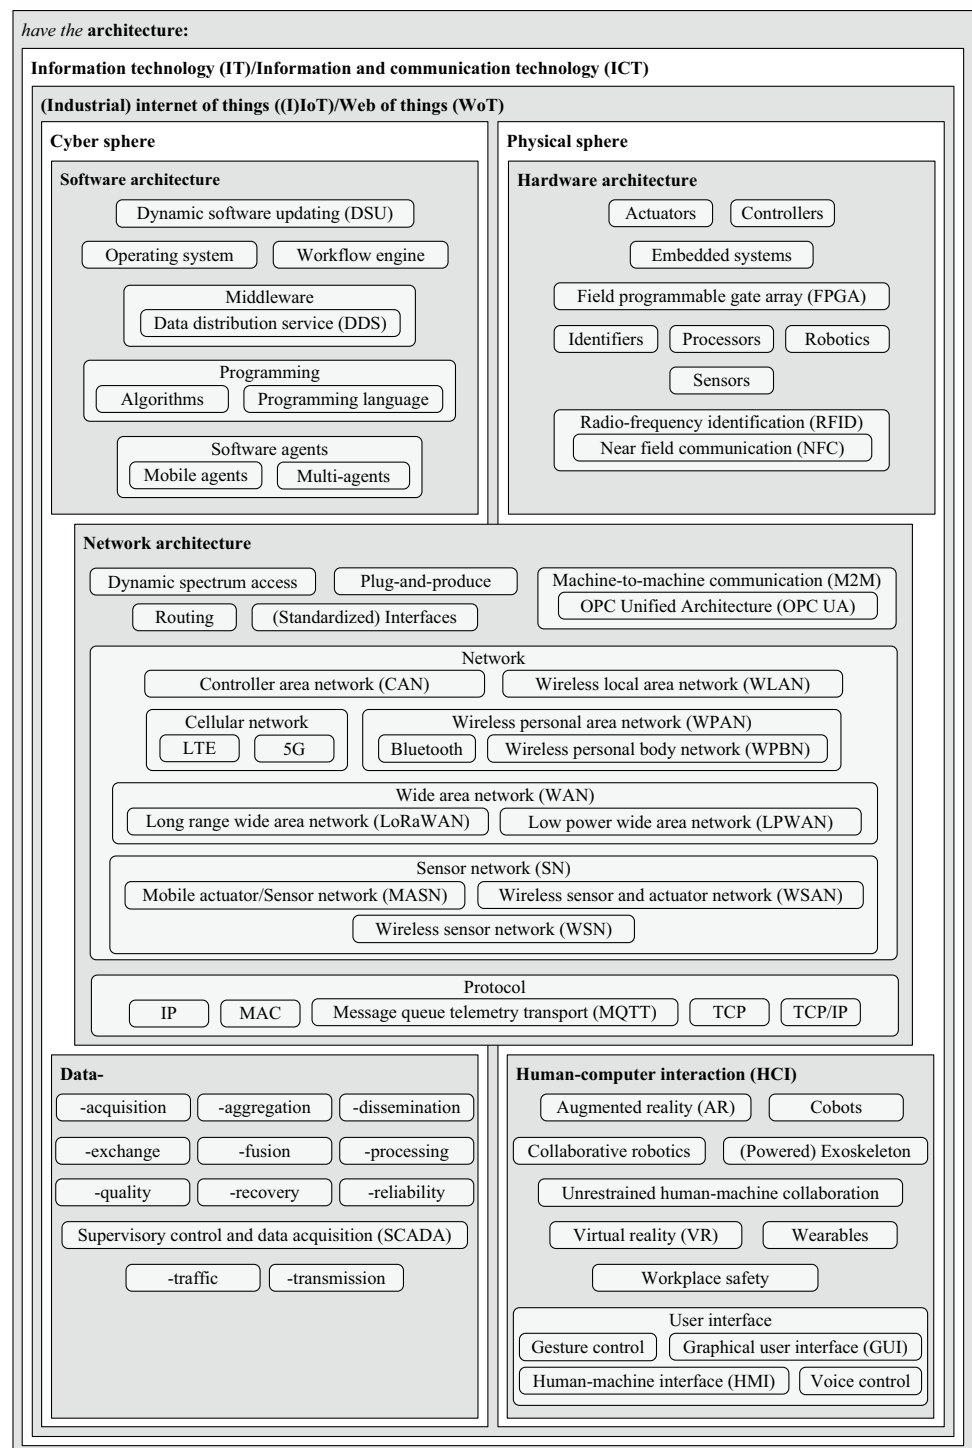 have the architecture:
Information technology (IT)/Information and communication technology (ICT)
(Industrial) internet of things ((I)IoT)/Web of things (WoT)
Cyber sphere
Software architecture
Dynamic software updating (DSU)
Operating system
Workflow engine
Middleware
Data distribution service (DDS)
Programming
Algorithms
Programming language
Software agents
Mobile agents
Multi-agents
Physical sphere
Hardware architecture
Actuators
Controllers
Embedded systems
Field programmable gate array (FPGA)
Identifiers
Processors
Robotics
Sensors
Radio-frequency identification (RFID)
Near field communication (NFC)
Network architecture
Dynamic spectrum access
Plug-and-produce
Routing
(Standardized) Interfaces
Machine-to-machine communication (M2M)
OPC Unified Architecture (OPC UA)
Network
Controller area network (CAN)
Wireless local area network (WLAN)
Cellular network
LTE
5G
Wireless personal area network (WPAN)
Bluetooth
Wireless personal body network (WPBN)
Wide area network (WAN)
Long range wide area network (LoRaWAN)
Low power wide area network (LPWAN)
Sensor network (SN)
Mobile actuator/Sensor network (MASN)
Wireless sensor and actuator network (WSAN)
Wireless sensor network (WSN)
Protocol
IP
MAC
Message queue telemetry transport (MQTT)
TCP
TCP/IP
Data-
-acquisition
-aggregation
-dissemination
-exchange
-fusion
-processing
-quality
-recovery
-reliability
Supervisory control and data acquisition (SCADA)
-traffic
-transmission
Human-computer interaction (HCI)
Augmented reality (AR)
Cobots
Collaborative robotics
(Powered) Exoskeleton
Unrestrained human-machine collaboration
Virtual reality (VR)
Wearables
Workplace safety
User interface
Gesture control
Graphical user interface (GUI)
Human-machine interface (HMI)
Voice control